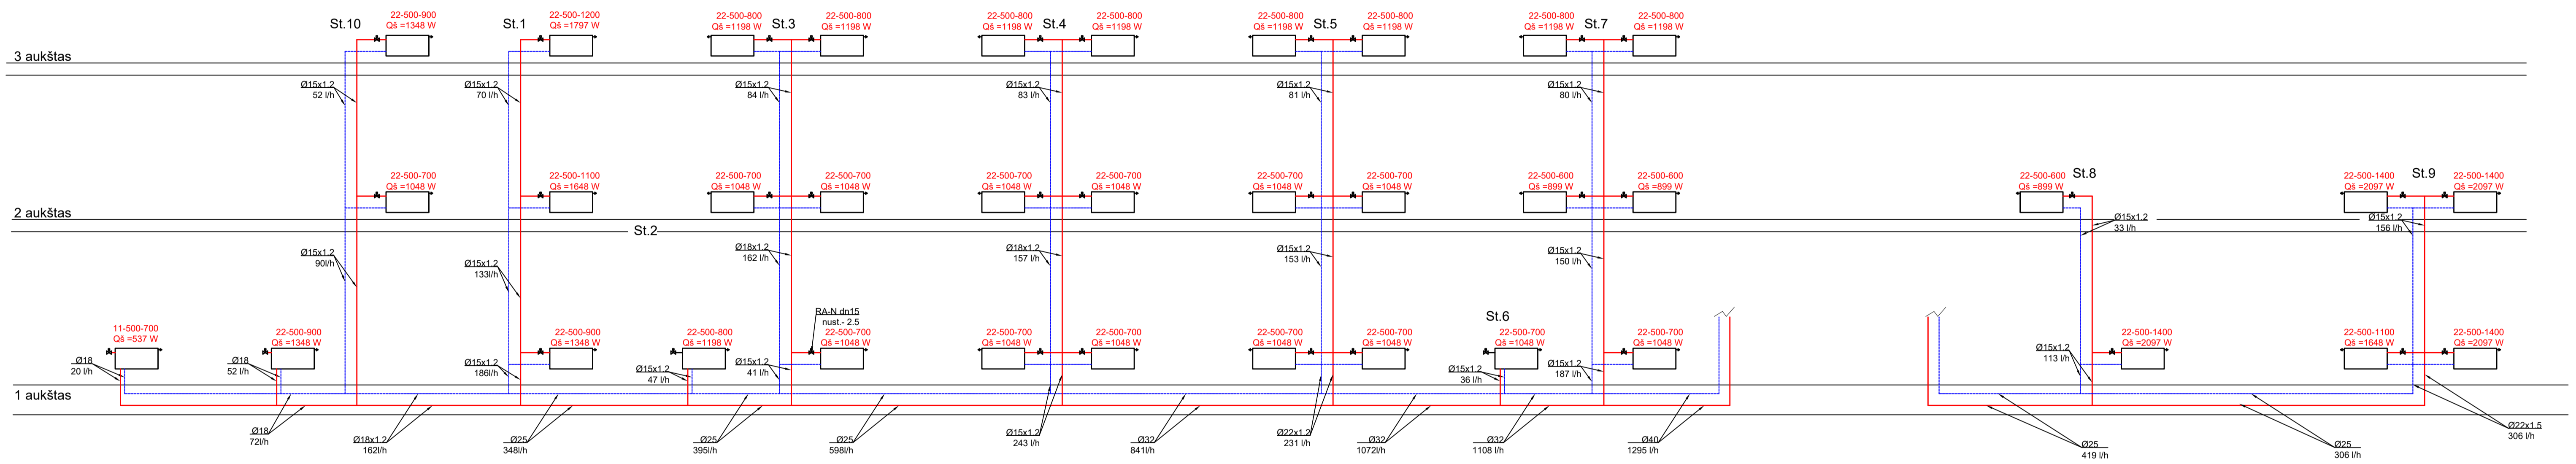 St.10
22-500-900
Qš =1348 W
St.1
22-500-1200
Qš =1797 W
22-500-800
Qš =1198 W
St.3
22-500-800
Qš =1198 W
22-500-800
Qš =1198 W
St.4
22-500-800
Qš =1198 W
22-500-800
Qš =1198 W
St.5
22-500-800
Qš =1198 W
22-500-800
Qš =1198 W
St.7
22-500-800
Qš =1198 W
3 aukštas
Ø15x1.2
52 l/h
Ø15x1.2
70 l/h
Ø15x1.2
84 l/h
Ø15x1.2
83 l/h
Ø15x1.2
81 l/h
Ø15x1.2
80 l/h
22-500-700
Qš =1048 W
22-500-1100
Qš =1648 W
22-500-700
Qš =1048 W
22-500-700
Qš =1048 W
22-500-700
Qš =1048 W
22-500-700
Qš =1048 W
22-500-700
Qš =1048 W
22-500-700
Qš =1048 W
22-500-600
Qš =899 W
22-500-600
Qš =899 W
22-500-600
Qš =899 W
St.8
22-500-1400
Qš =2097 W
St.9
22-500-1400
Qš =2097 W
2 aukštas
Ø15x1.2
33 l/h
Ø15x1.2
156 l/h
St.2
Ø15x1.2
90l/h
Ø15x1.2
133l/h
Ø18x1.2
162 l/h
Ø18x1.2
157 l/h
Ø15x1.2
153 l/h
Ø15x1.2
150 l/h
RA-N dn15
nust.- 2.5
St.6
11-500-700
Qš =537 W
22-500-900
Qš =1348 W
22-500-900
Qš =1348 W
22-500-800
Qš =1198 W
22-500-700
Qš =1048 W
22-500-700
Qš =1048 W
22-500-700
Qš =1048 W
22-500-700
Qš =1048 W
22-500-700
Qš =1048 W
22-500-700
Qš =1048 W
22-500-700
Qš =1048 W
22-500-1400
Qš =2097 W
22-500-1100
Qš =1648 W
22-500-1400
Qš =2097 W
Ø18
20 l/h
Ø18
52 l/h
Ø15x1.2
186l/h
Ø15x1.2
47 l/h
Ø15x1.2
41 l/h
Ø15x1.2
36 l/h
Ø15x1.2
187 l/h
Ø15x1.2
113 l/h
1 aukštas
Ø18
72l/h
Ø18x1.2
162l/h
Ø25
348l/h
Ø25
395l/h
Ø25
598l/h
Ø15x1.2
243 l/h
Ø32
841l/h
Ø22x1.2
231 l/h
Ø32
1072l/h
Ø32
1108 l/h
Ø40
1295 l/h
Ø25
419 l/h
Ø25
306 l/h
Ø22x1.5
306 l/h